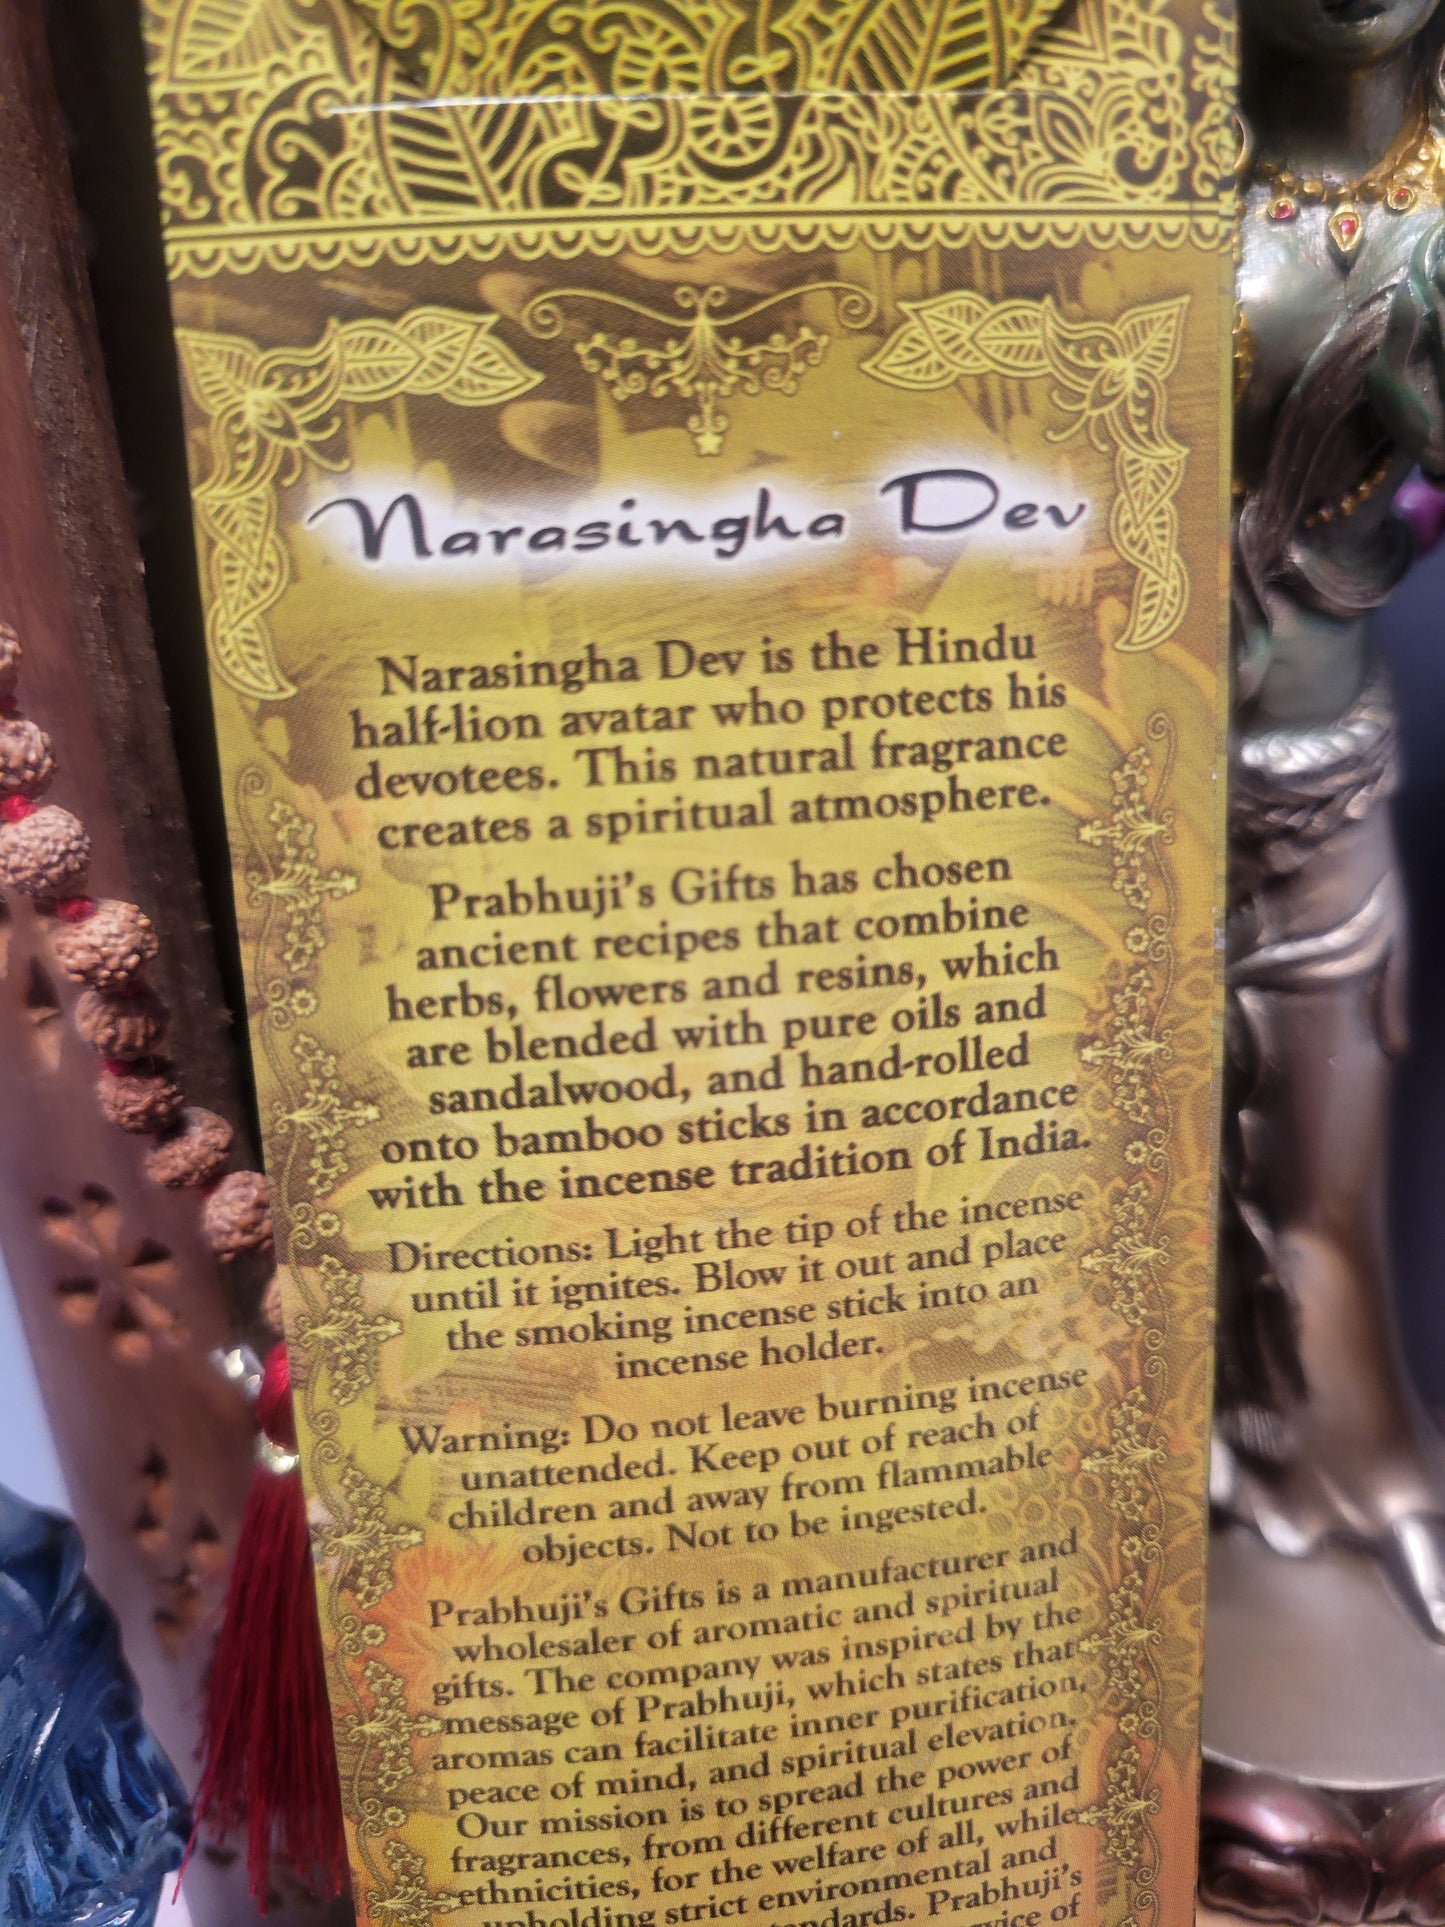 Narasingha Dev
Narasingha Dev is the Hindu
half-lion avatar who protects his
devotees. This natural fragrance
creates a spiritual atmosphere.
Prabhuji's Gifts has chosen
ancient recipes that combine
herbs, flowers and resins, which
are blended with pure oils and
sandalwood, and hand-rolled
onto bamboo sticks in accordance
with the incense tradition of India.
Directions: Light the tip of the incense
until it ignites. Blow it out and place
the smoking incense stick into an
incense holder.
Warning: Do not leave burning incense
unattended. Keep out of reach of
children and away from flammable
objects. Not to be ingested.
Prabhuji's Gifts is a manufacturer and
wholesaler of aromatic and spiritual
gifts. The company was inspired by the
message of Prabhuji, which states that
aromas can facilitate inner purification,
peace of mind, and spiritual elevation.
Our mission is to spread the power of
fragrances, from different cultures and
ethnicities, for the welfare of all, while
upholding strict environmental and
Prabhuji's
of